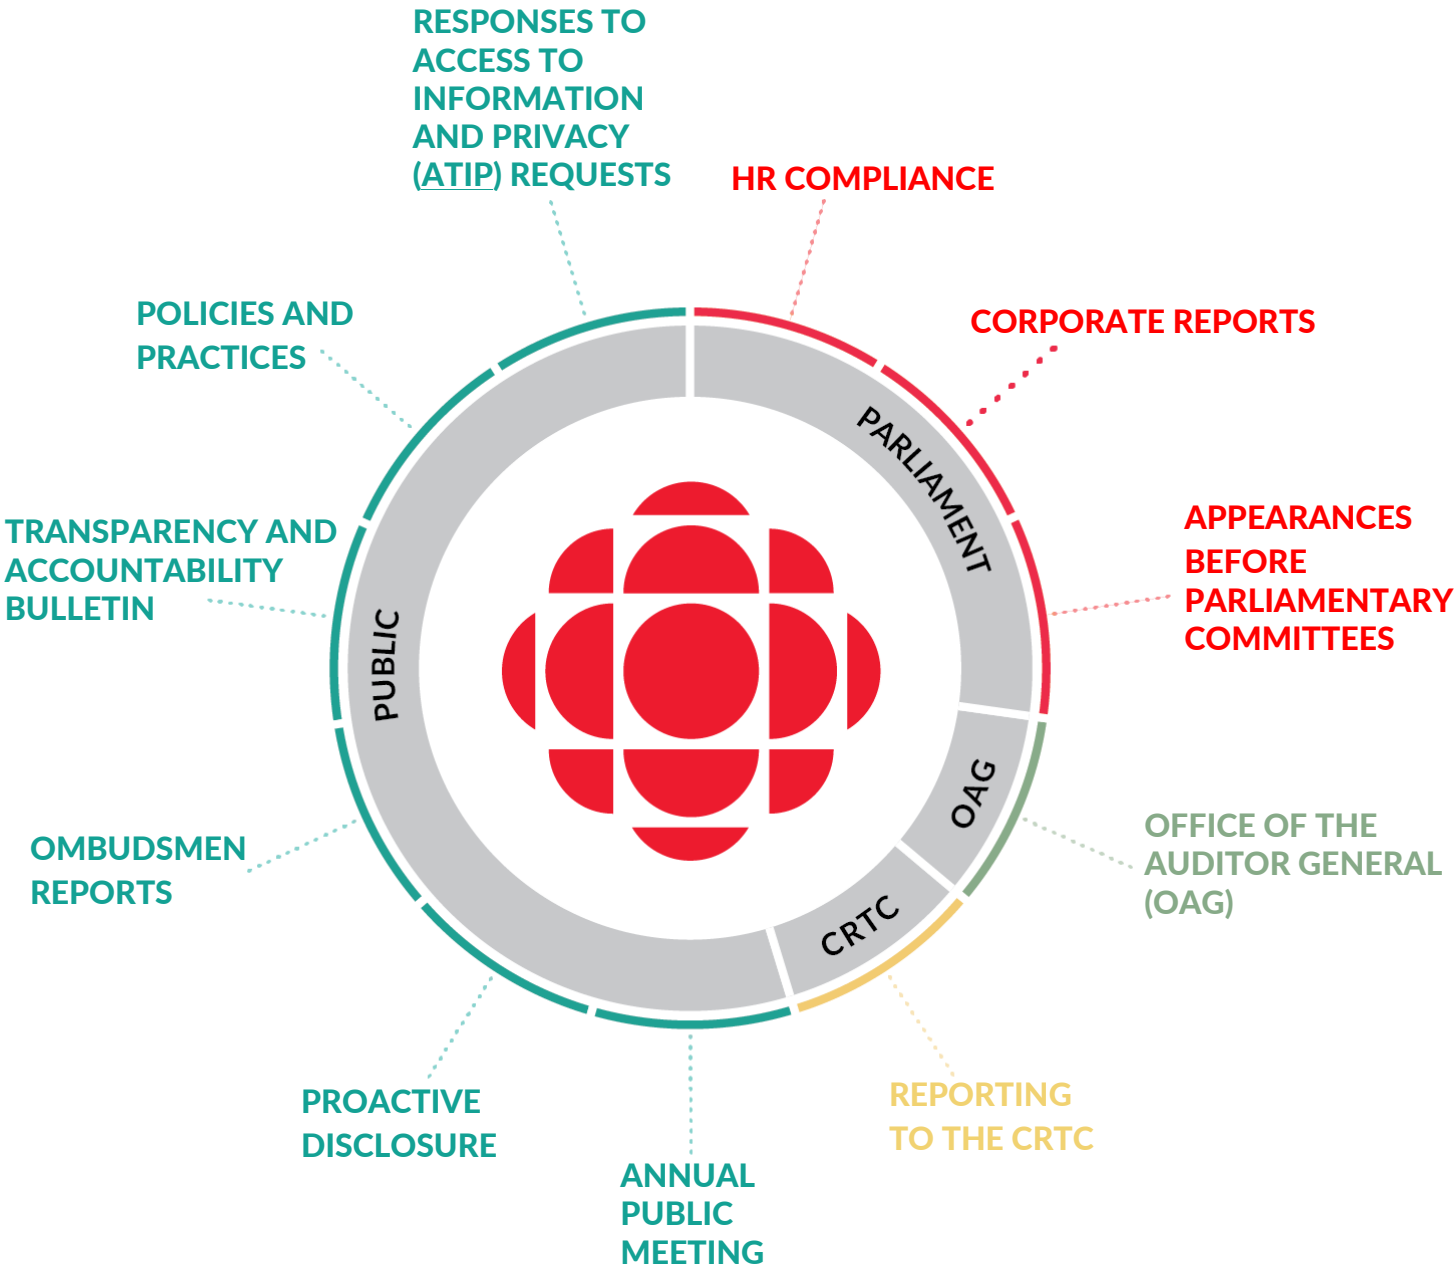 RESPONSES TO
ACCESS TO
INFORMATION
AND PRIVACY
(ATIP) REQUESTS
HR COMPLIANCE
CORPORATE REPORTS
APPEARANCES
BEFORE
PARLIAMENTARY
COMMITTEES
OFFICE OF THE
AUDITOR GENERAL
(OAG)
REPORTING
TO THE CRTC
ANNUAL
PUBLIC
MEETING
PROACTIVE
DISCLOSURE
OMBUDSMEN
REPORTS
TRANSPARENCY AND
ACCOUNTABILITY
BULLETIN
POLICIES AND
PRACTICES
PARLIAMENT
OAG
CRTC
PUBLIC